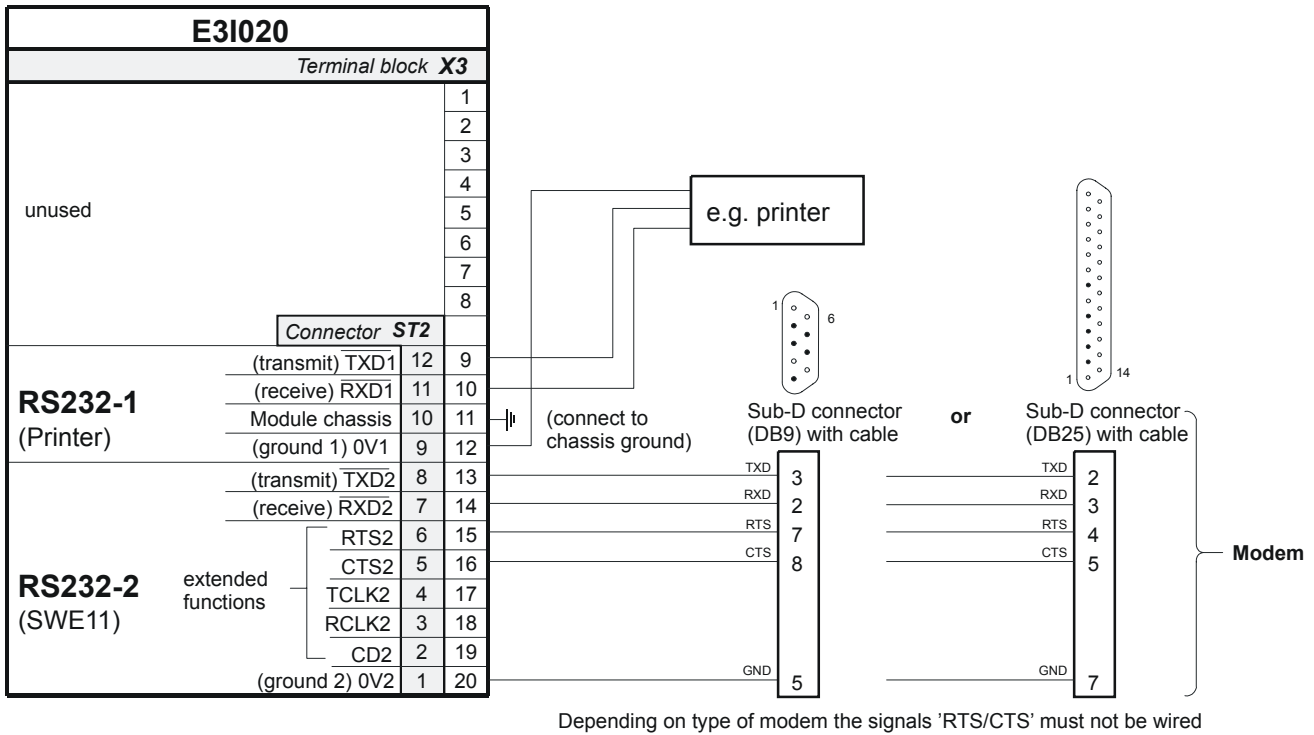 E3I020
Terminal block X3
1
2
3
4
unused 5
6
7
8
e.g. printer
Connector ST2
RS232-1
(Printer)
(transmit) TXD1 12 9
(receive) RXD1 11 10
Module chassis 10 11
(ground 1) 0V1 9 12
(connect to
chassis ground)
RS232-2
(SWE11)
(transmit) TXD2 8 13
(receive) RXD2 7 14
extended
functions
RTS2 6 15
CTS2 5 16
TCLK2 4 17
RCLK2 3 18
CD2 2 19
(ground 2) 0V2 1 20
1 6
Sub-D connector
(DB9) with cable
TXD 3
RXD 2
RTS 7
CTS 8
GND 5
or
1 14
Sub-D connector
(DB25) with cable
TXD 2
RXD 3
RTS 4
CTS 5
GND 7
Modem
Depending on type of modem the signals ’RTS/CTS’ must not be wired